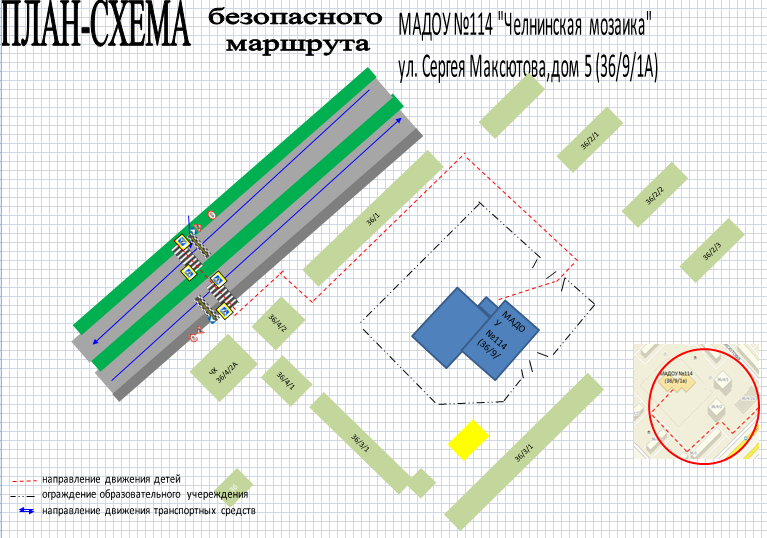 ПЛАН-СХЕМА
безопасного
маршрута
МАДОУ №114 "Челнинская мозаика"
ул. Сергея Максютова,дом 5 (36/9/1А)
36/2/1
36/2/2
36/2/3
36/1
36/4/2
ЧХ
36/4/2А
36/4/1
36/3/1
36/3/1
МАДО
У
№114
(36/9/
МАДОУ №114
(36/9/1а)
направление движения детей
ограждение образовательного учереждения
направление движения транспортных средств